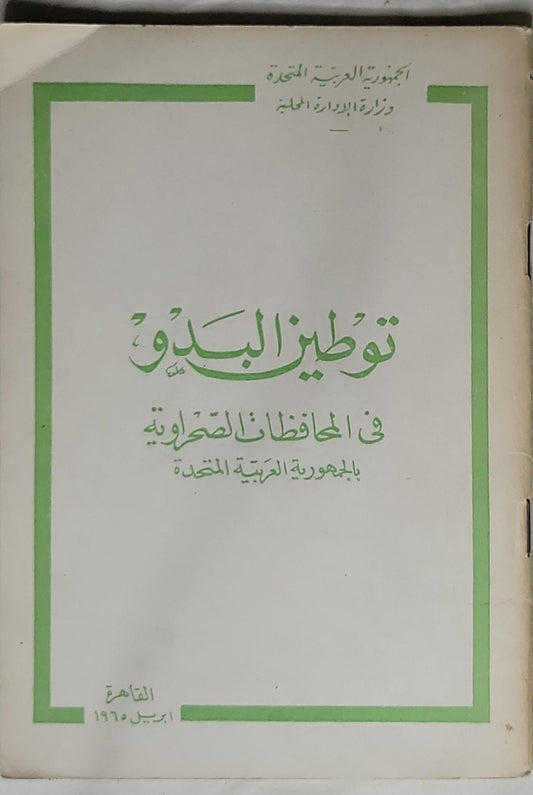 الجمهورية العربية المتحدة
وزارة الإدارة المحلية
توطين البدو
فى المحافظات الصحراوية
بالجمهورية العربية المتحدة
القاهرة
ابريل ١٩٦٥